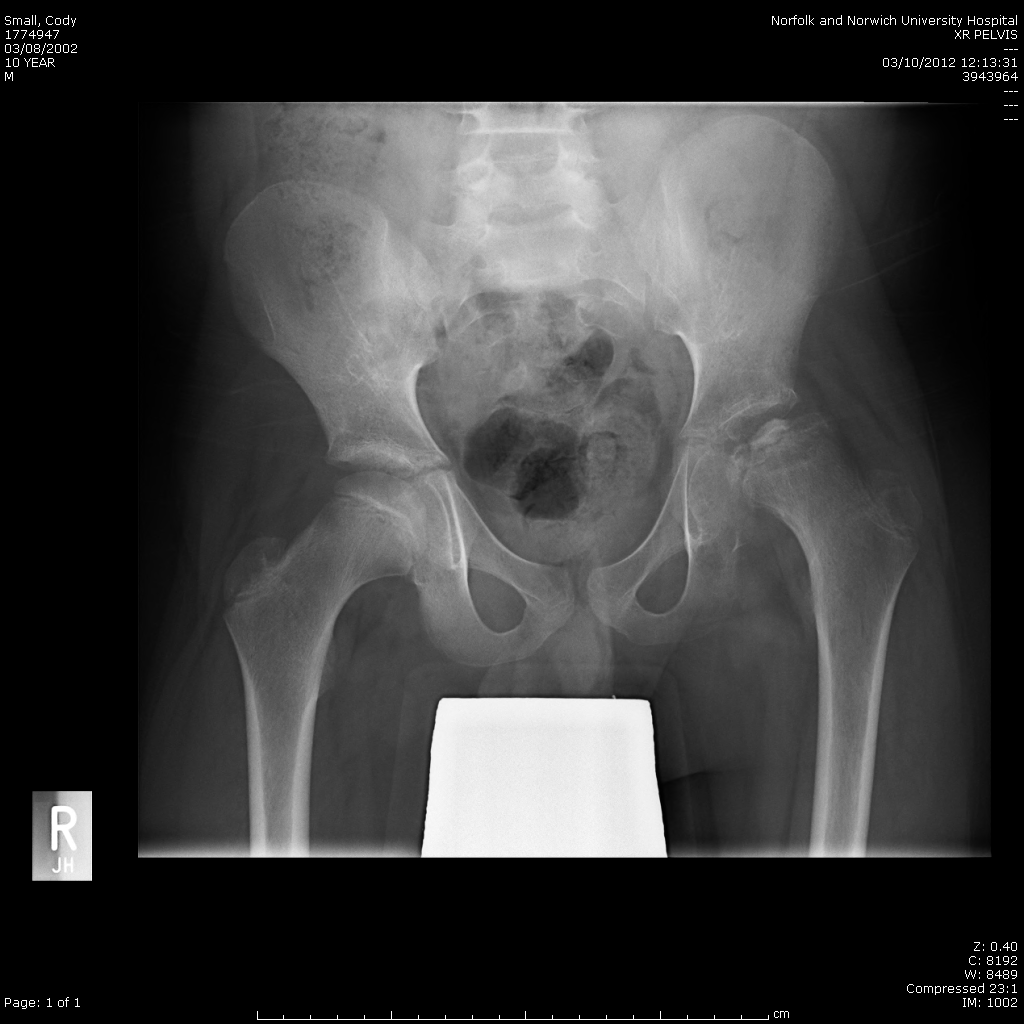 Small, Cody
1774947
03/08/2002
10 YEAR
M
Norfolk and Norwich University Hospital
XR PELVIS
---
03/10/2012 12:13:31
3943964
---
---
---
R
JH
Z: 0.40
C: 8192
W: 8489
Compressed 23:1
IM: 1002
Page: 1 of 1
cm